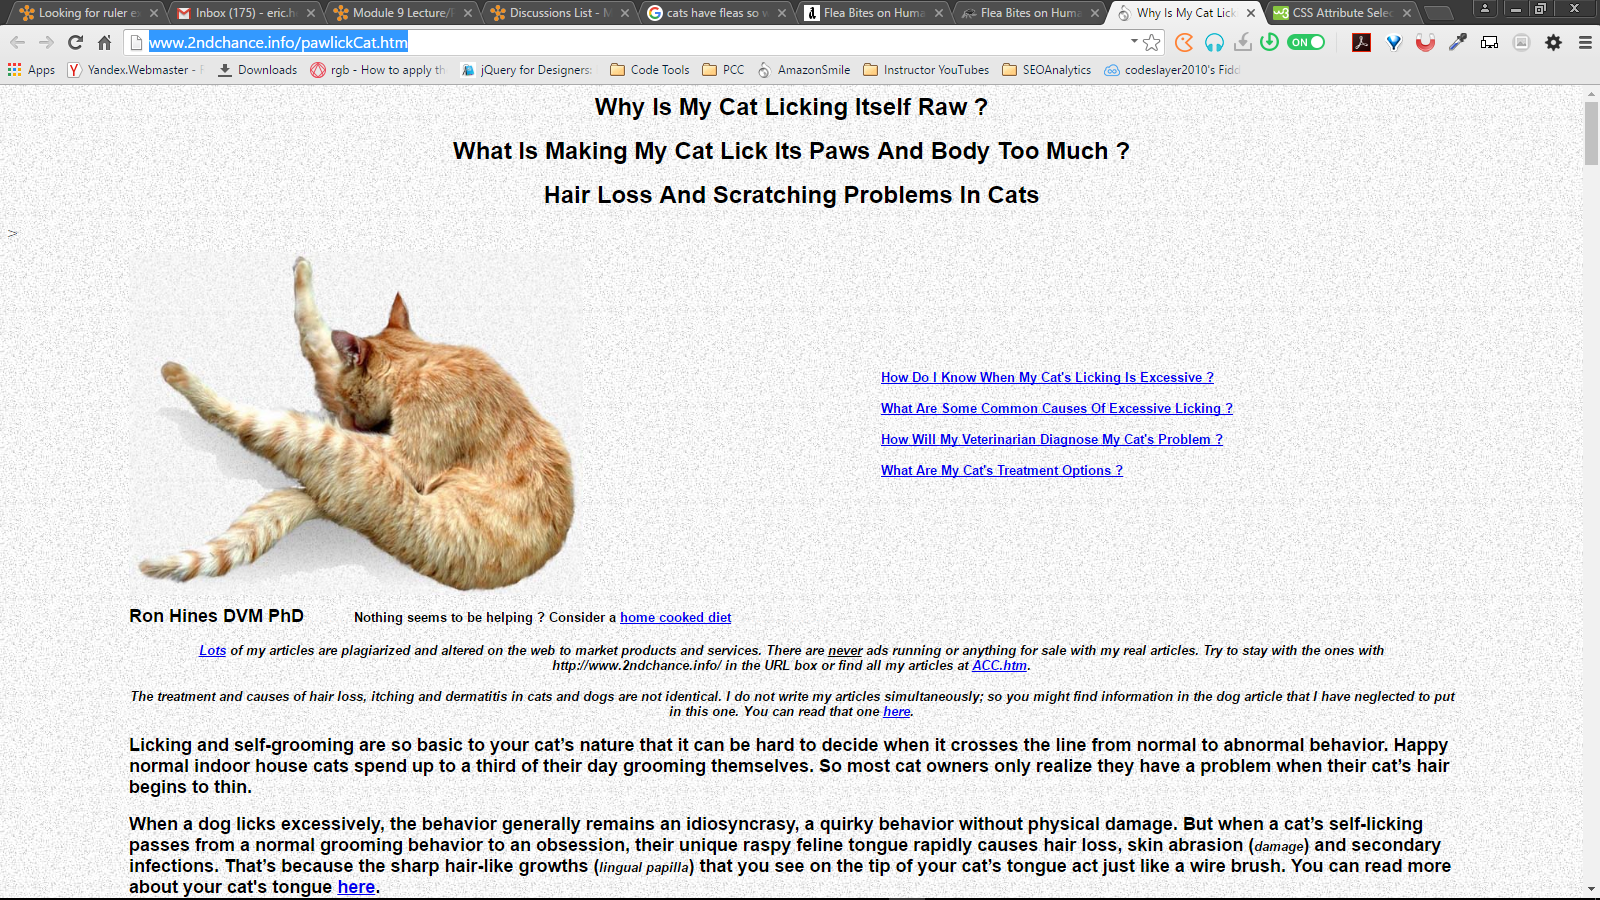 Looking for ruler e
Inbox (175) - eric.h
Module 9 Lecture/
Discussions List - M
cats have fleas so w
Flea Bites on Huma
Flea Bites on Huma
Why Is My Cat Lick
CSS Attribute Selec
www.2ndchance.info/pawlickCat.htm
ON
Apps
Yandex.Webmaster -
Downloads
rgb - How to apply th
jQuery for Designers:
Code Tools
PCC
AmazonSmile
Instructor YouTubes
SEOAnalytics
codeslayer2010's Fidd
Why Is My Cat Licking Itself Raw ?
What Is Making My Cat Lick Its Paws And Body Too Much ?
Hair Loss And Scratching Problems In Cats
>
How Do I Know When My Cat's Licking Is Excessive ?
What Are Some Common Causes Of Excessive Licking ?
How Will My Veterinarian Diagnose My Cat's Problem ?
What Are My Cat's Treatment Options ?
Ron Hines DVM PhD Nothing seems to be helping ? Consider a home cooked diet
Lots of my articles are plagiarized and altered on the web to market products and services. There are never ads running or anything for sale with my real articles. Try to stay with the ones with
http://www.2ndchance.info/ in the URL box or find all my articles at ACC.htm.
The treatment and causes of hair loss, itching and dermatitis in cats and dogs are not identical. I do not write my articles simultaneously; so you might find information in the dog article that I have neglected to put
in this one. You can read that one here.
Licking and self-grooming are so basic to your cat’s nature that it can be hard to decide when it crosses the line from normal to abnormal behavior. Happy
normal indoor house cats spend up to a third of their day grooming themselves. So most cat owners only realize they have a problem when their cat’s hair
begins to thin.
When a dog licks excessively, the behavior generally remains an idiosyncrasy, a quirky behavior without physical damage. But when a cat’s self-licking
passes from a normal grooming behavior to an obsession, their unique raspy feline tongue rapidly causes hair loss, skin abrasion (damage) and secondary
infections. That’s because the sharp hair-like growths (lingual papilla) that you see on the tip of your cat’s tongue act just like a wire brush. You can read more
about your cat's tongue here.